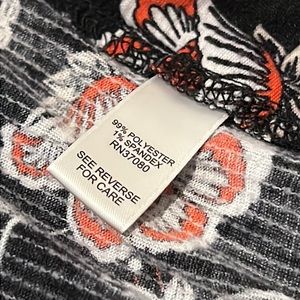 99% POLYESTER
1% SPANDEX
RN37080
SEE REVERSE
FOR CARE